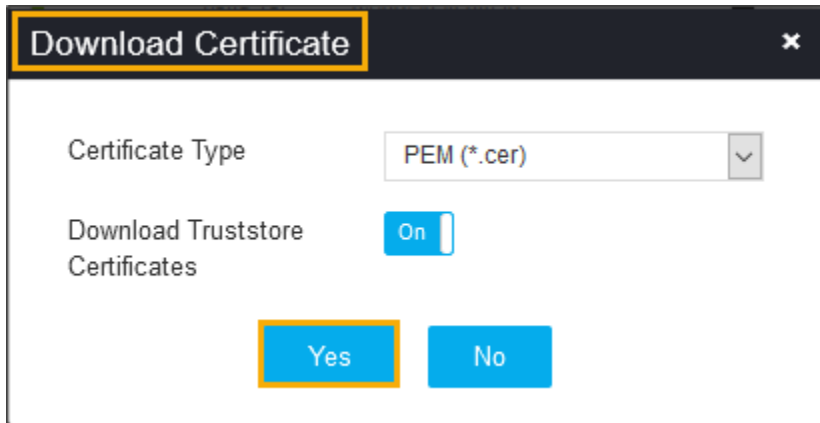 Download Certificate
Certificate Type
PEM (*.cer)
Download Truststore
Certificates
On
Yes
No